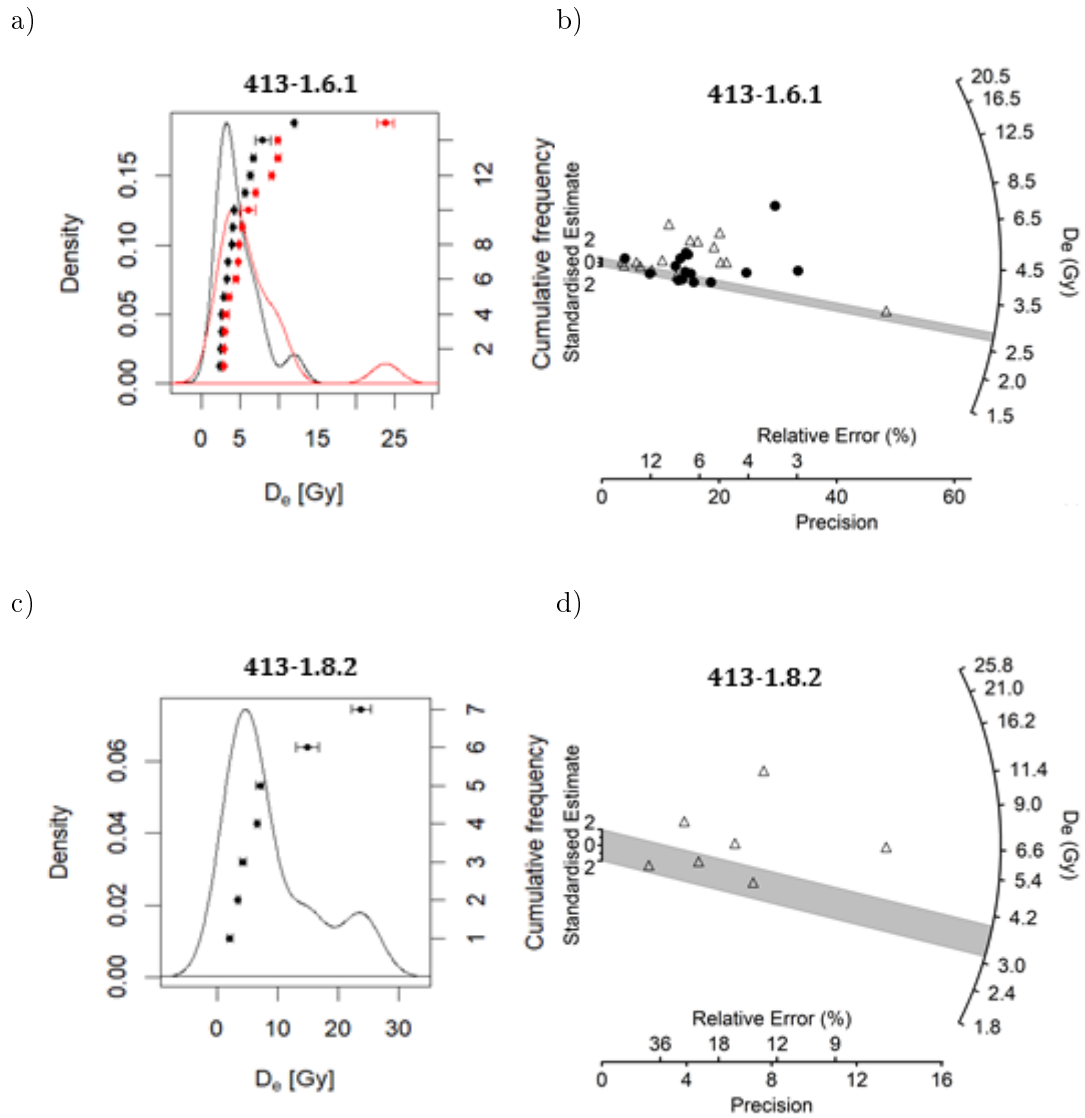 a)
413-1.6.1
Density
0.00 0.05 0.10 0.15
2 4 6 8 12
Cumulative frequency
0 5 15 25
De [Gy]
b)
413-1.6.1
Standardised Estimate
2
0
2
20.5
16.5
12.5
8.5
6.5
4.5
3.5
2.5
2.0
1.5
De (Gy)
Relative Error (%)
12 6 4 3
0 20 40 60
Precision
c)
413-1.8.2
Density
0.00 0.02 0.04 0.06
1 2 3 4 5 6 7
Cumulative frequency
0 10 20 30
De [Gy]
d)
413-1.8.2
Standardised Estimate
2
0
2
25.8
21.0
16.2
11.4
9.0
6.6
5.4
4.2
3.0
2.4
1.8
De (Gy)
Relative Error (%)
36 18 12 9
0 4 8 12 16
Precision